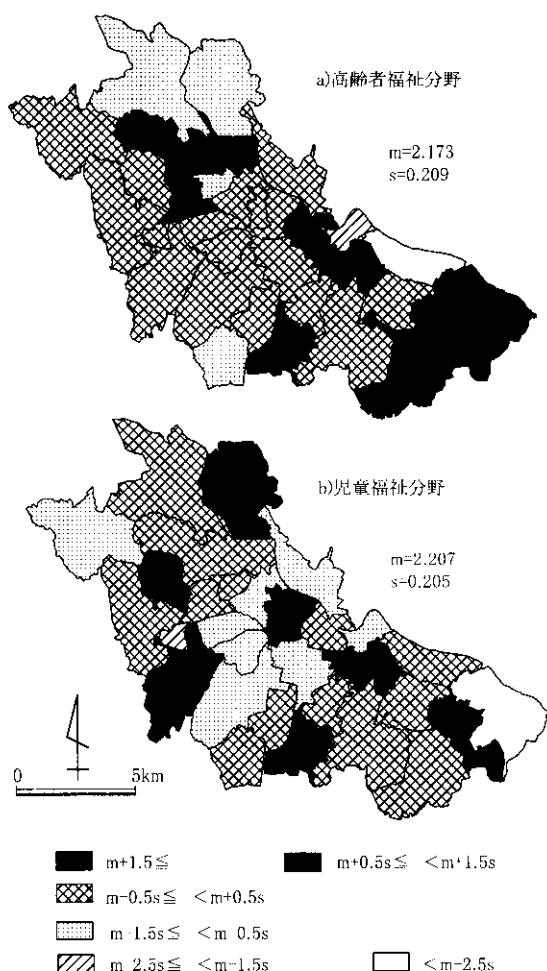 a)高齢者福祉分野
m=2.173
s=0.209
b)児童福祉分野
m=2.207
s=0.205
0 5km
m+1.5≦ m+0.5s≦ <m+1.5s
m-0.5s≦ <m+0.5s
m-1.5s≦ <m-0.5s
m-2.5s≦ <m-1.5s <m-2.5s